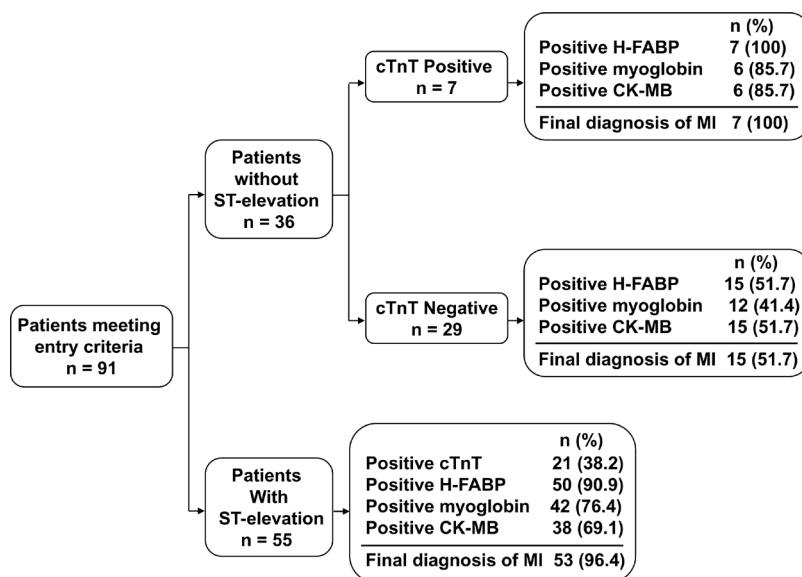 Patients meeting
entry criteria
n = 91
Patients
without
ST-elevation
n = 36
cTnT Positive
n = 7
n (%)
Positive H-FABP 7 (100)
Positive myoglobin 6 (85.7)
Positive CK-MB 6 (85.7)
Final diagnosis of MI 7 (100)
cTnT Negative
n = 29
n (%)
Positive H-FABP 15 (51.7)
Positive myoglobin 12 (41.4)
Positive CK-MB 15 (51.7)
Final diagnosis of MI 15 (51.7)
Patients
With
ST-elevation
n = 55
n (%)
Positive cTnT 21 (38.2)
Positive H-FABP 50 (90.9)
Positive myoglobin 42 (76.4)
Positive CK-MB 38 (69.1)
Final diagnosis of MI 53 (96.4)